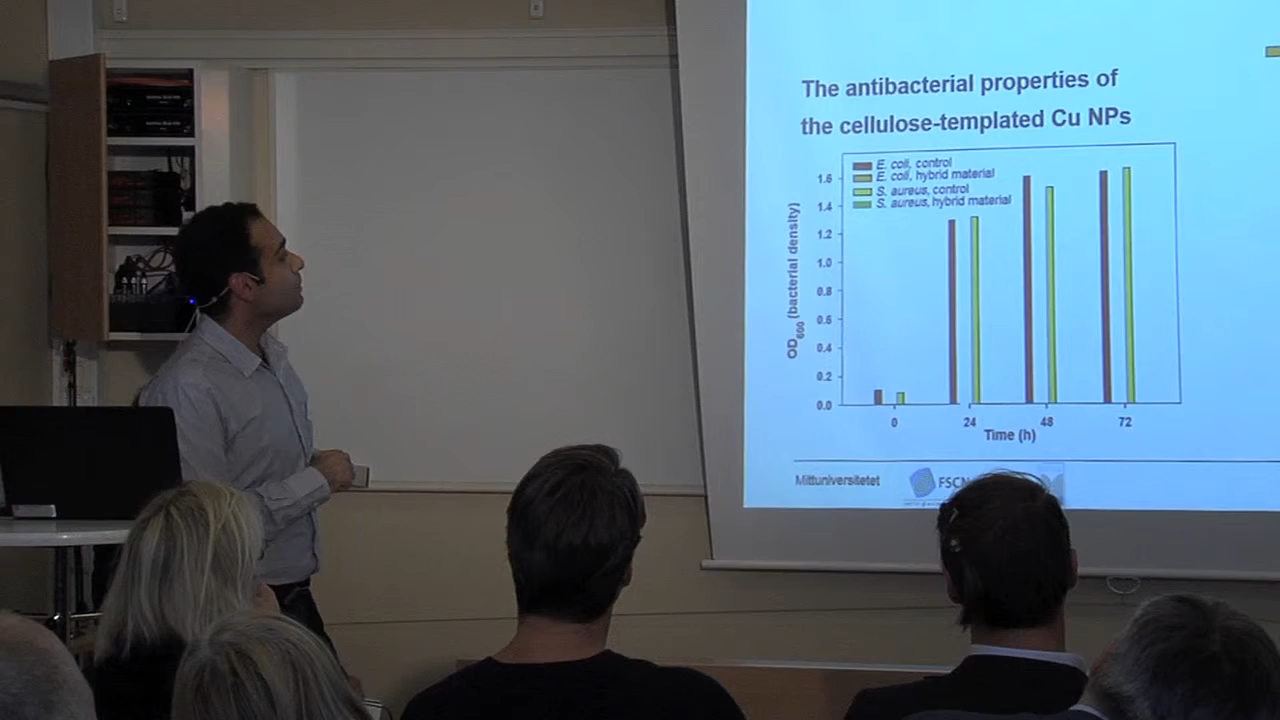 The antibacterial properties of
the cellulose-templated Cu NPs
E. coli, control
E. coli, hybrid material
S. aureus, control
S. aureus, hybrid material
1.6
1.4
1.2
1.0
0.8
0.6
0.4
0.2
0.0
OD600 (bacterial density)
0 24 48 72
Time (h)
Mittuniversitetet
FSCN